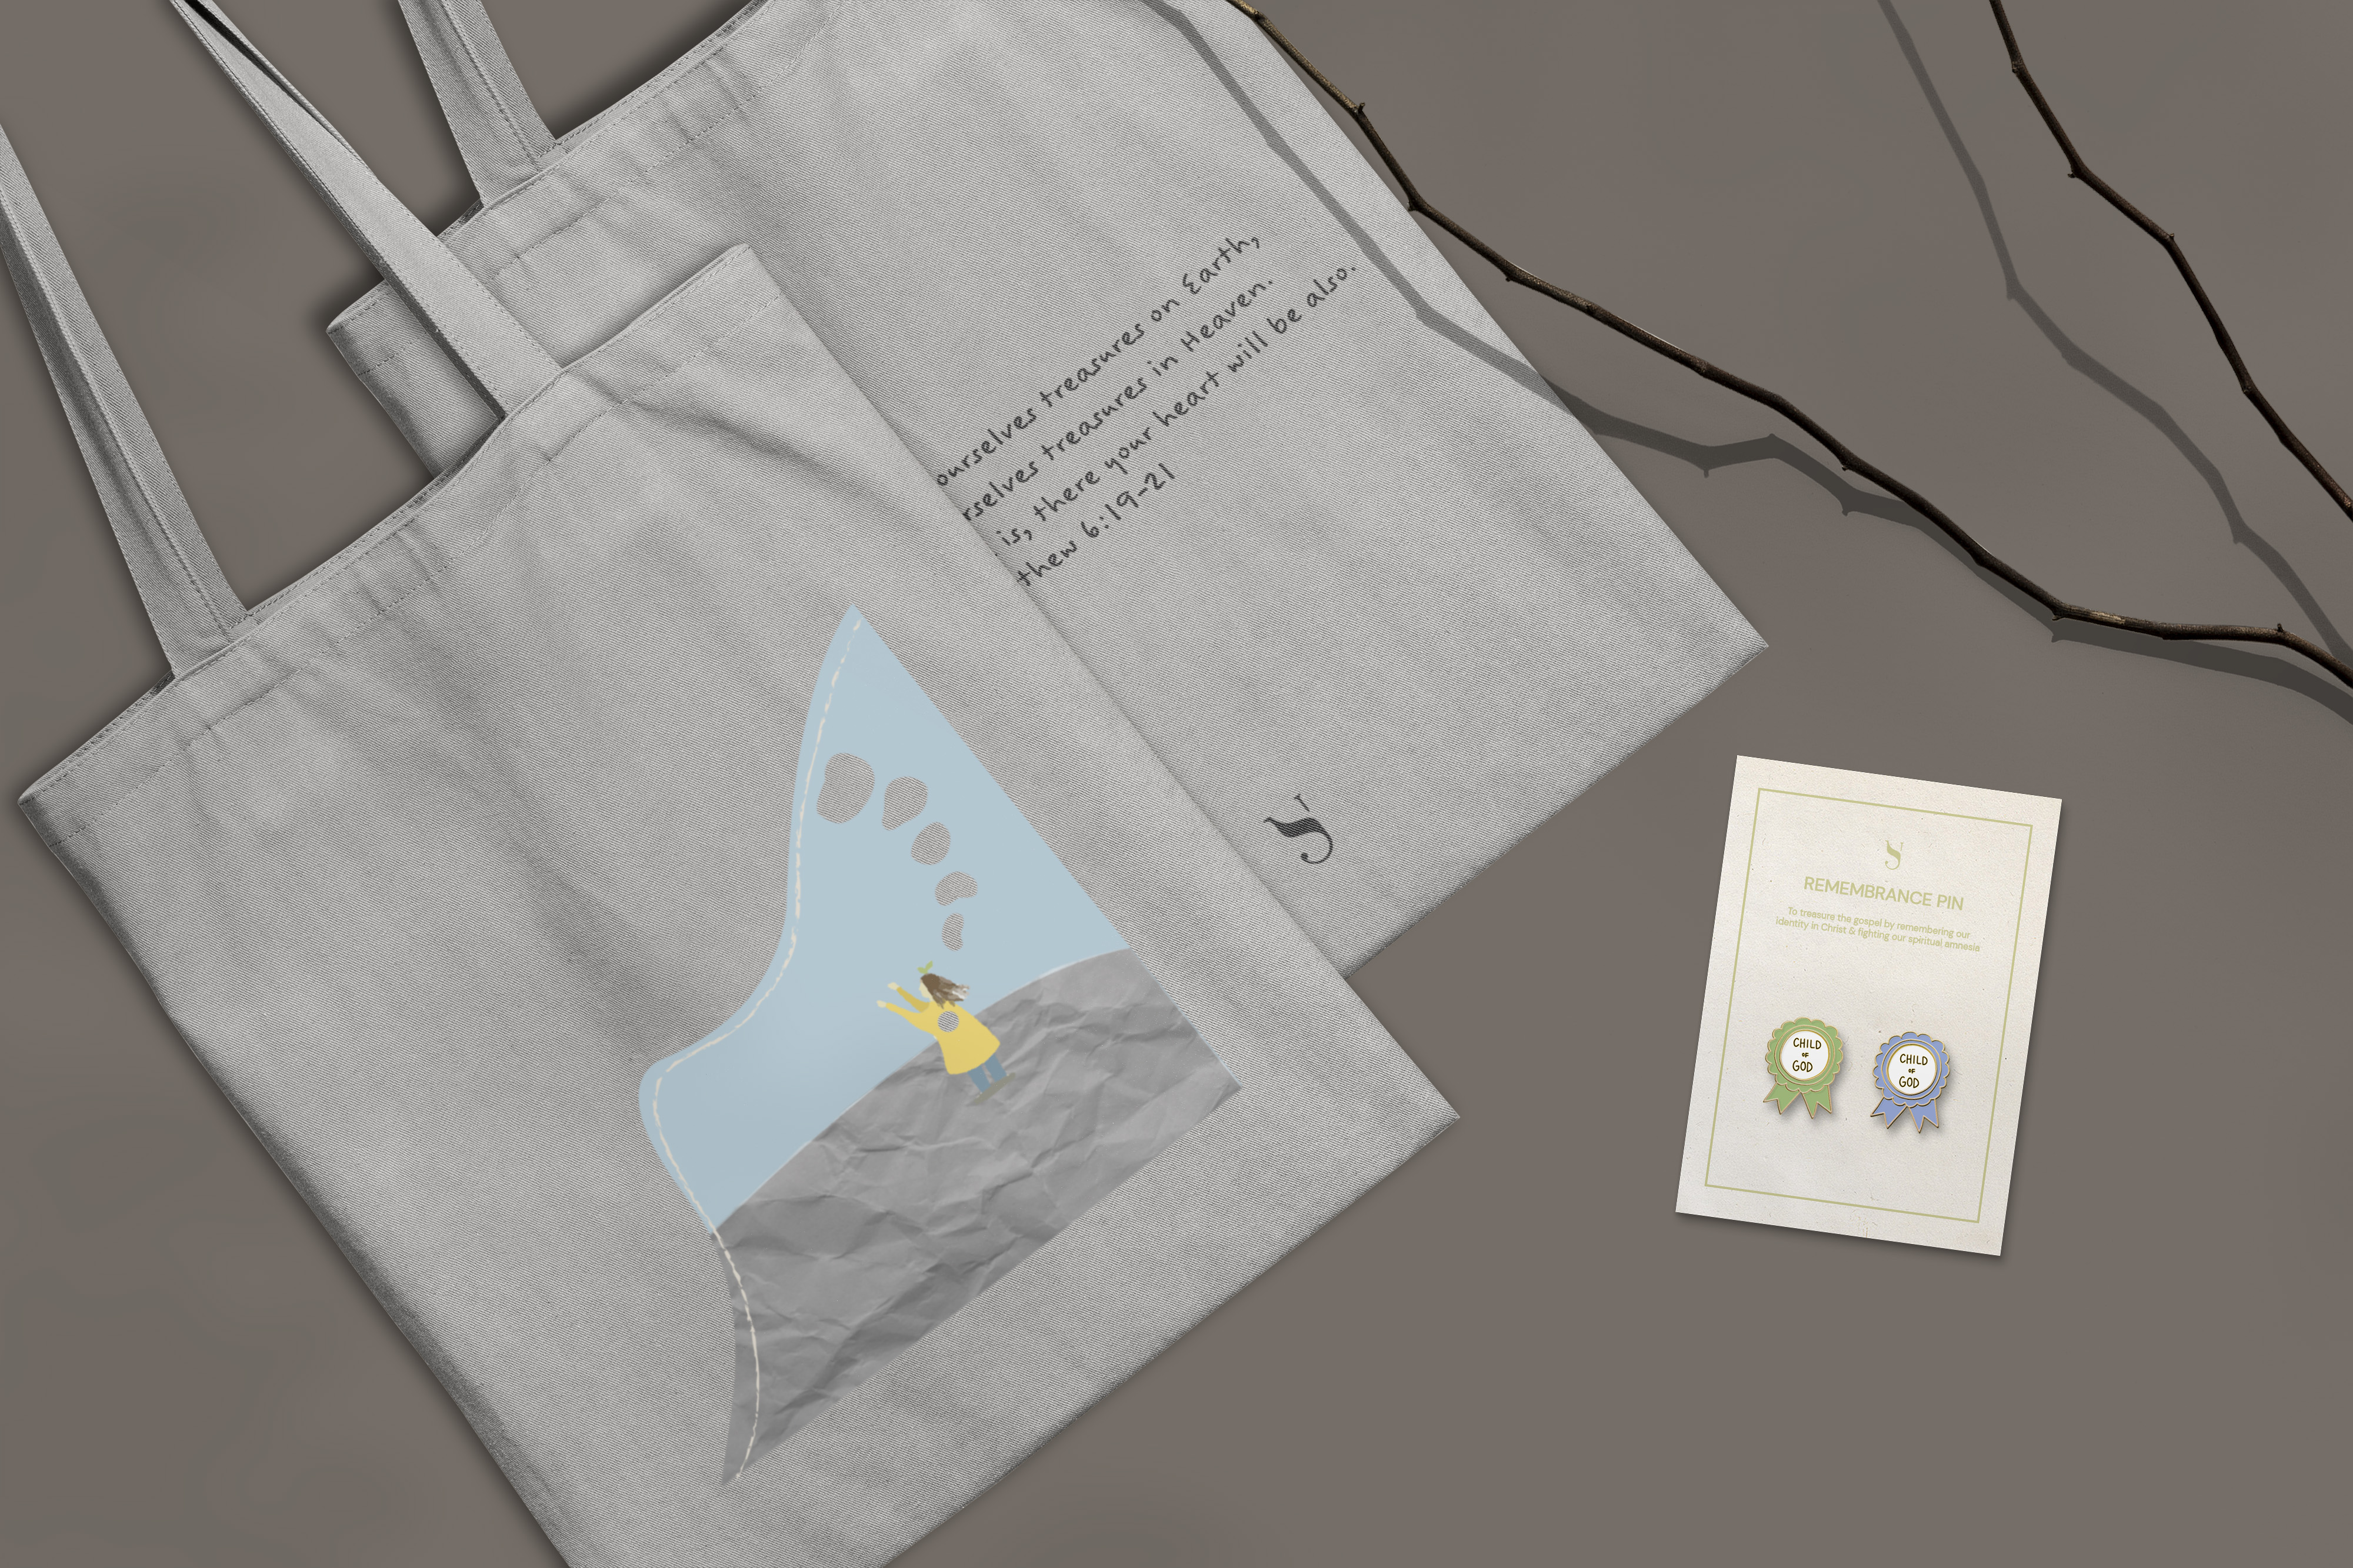 ourselves treasures on Earth,
rselves treasures in Heaven.
is, there your heart will be also.
thew 6:19-21
REMEMBRANCE PIN
To treasure the gospel by remembering our
identity in Christ & fighting our spiritual amnesia
CHILD
OF
GOD
CHILD
OF
GOD